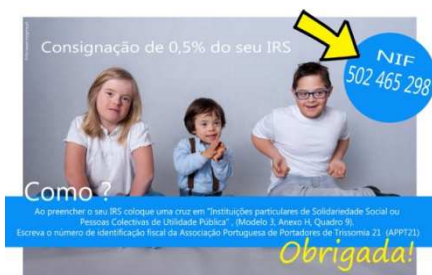 Consignação de 0,5% do seu IRS
NIF
502 465 298
Como ?
Ao preencher o seu IRS coloque uma cruz em "Instituições particulares de Solidariedade Social ou
Pessoas Colectivas de Utilidade Pública" , (Modelo 3, Anexo H, Quadro 9),
Escreva o número de identificação fiscal da Associação Portuguesa de Portadores de Trissomia 21 (APPT21)
Obrigada!